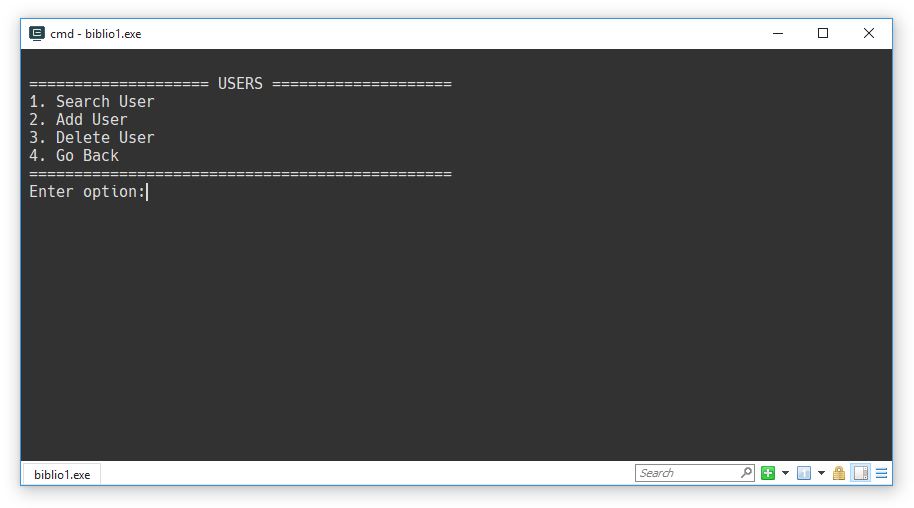 cmd - biblio1.exe
==================== USERS ====================
1. Search User
2. Add User
3. Delete User
4. Go Back
===============================================
Enter option:
biblio1.exe
Search
1